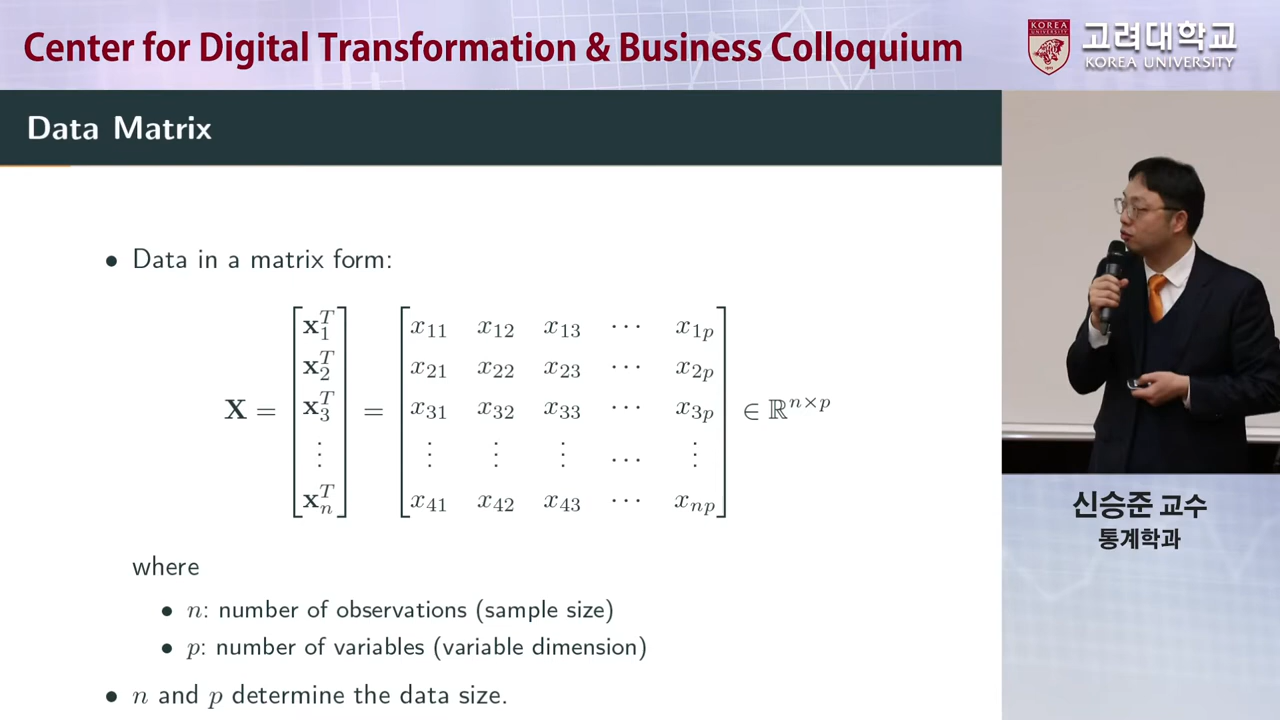 Center for Digital Transformation & Business Colloquium
KOREA
UNIVERSITY
고려대학교
KOREA UNIVERSITY
Data Matrix
• Data in a matrix form:
X = [x₁ᵀ x₂ᵀ x₃ᵀ ⋮ xₙᵀ] =
x₁₁ x₁₂ x₁₃ ⋯ x₁ₚ
x₂₁ x₂₂ x₂₃ ⋯ x₂ₚ
x₃₁ x₃₂ x₃₃ ⋯ x₃ₚ
⋮ ⋮ ⋮ ⋯ ⋮
x₄₁ x₄₂ x₄₃ ⋯ xₙₚ
∈ ℝⁿˣᵖ
where
• n: number of observations (sample size)
• p: number of variables (variable dimension)
• n and p determine the data size.
신승준 교수
통계학과